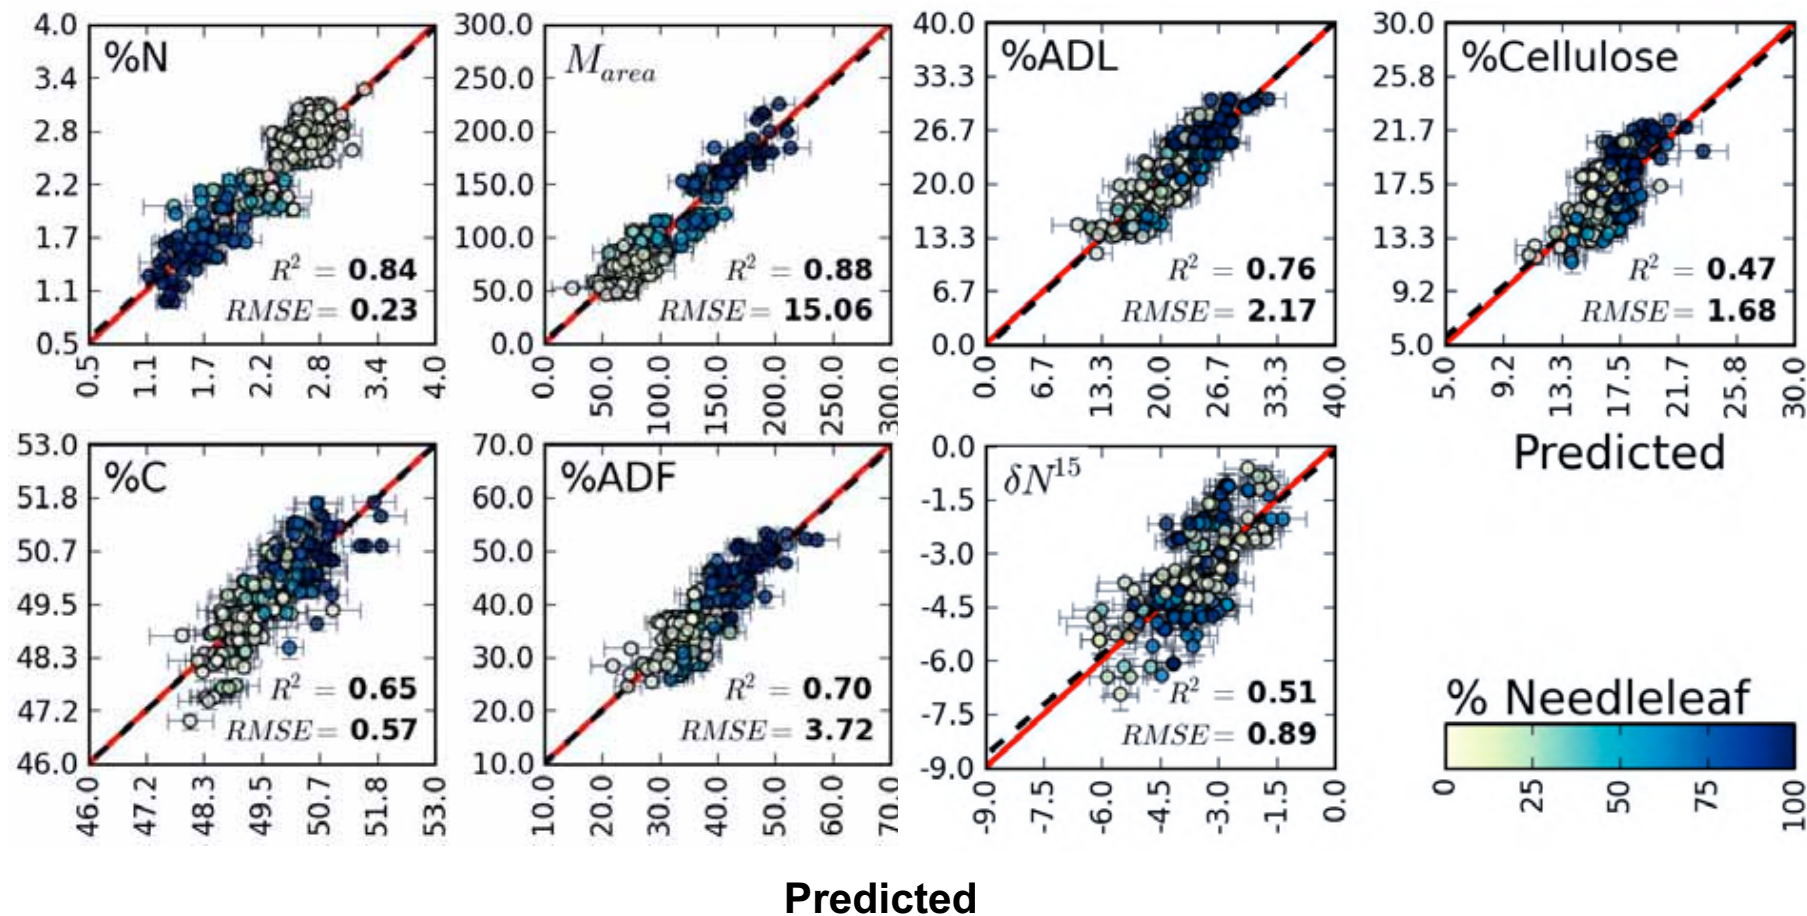 %N
4.0
3.4
2.8
2.2
1.7
1.1
0.5
R² = 0.84
RMSE = 0.23
0.5 1.1 1.7 2.2 2.8 3.4 4.0
M area
300.0
250.0
200.0
150.0
100.0
50.0
0.0
R² = 0.88
RMSE = 15.06
0.0 50.0 100.0 150.0 200.0 250.0 300.0
%ADL
40.0
33.3
26.7
20.0
13.3
6.7
0.0
R² = 0.76
RMSE = 2.17
0.0 6.7 13.3 20.0 26.7 33.3 40.0
%Cellulose
30.0
25.8
21.7
17.5
13.3
9.2
5.0
R² = 0.47
RMSE = 1.68
5.0 9.2 13.3 17.5 21.7 25.8 30.0
Predicted
%C
53.0
51.8
50.7
49.5
48.3
47.2
46.0
R² = 0.65
RMSE = 0.57
46.0 47.2 48.3 49.5 50.7 51.8 53.0
%ADF
70.0
60.0
50.0
40.0
30.0
20.0
10.0
R² = 0.70
RMSE = 3.72
10.0 20.0 30.0 40.0 50.0 60.0 70.0
δN¹⁵
0.0
-1.5
-3.0
-4.5
-6.0
-7.5
-9.0
R² = 0.51
RMSE = 0.89
-9.0 -7.5 -6.0 -4.5 -3.0 -1.5 0.0
% Needleleaf
0 25 50 75 100
Predicted